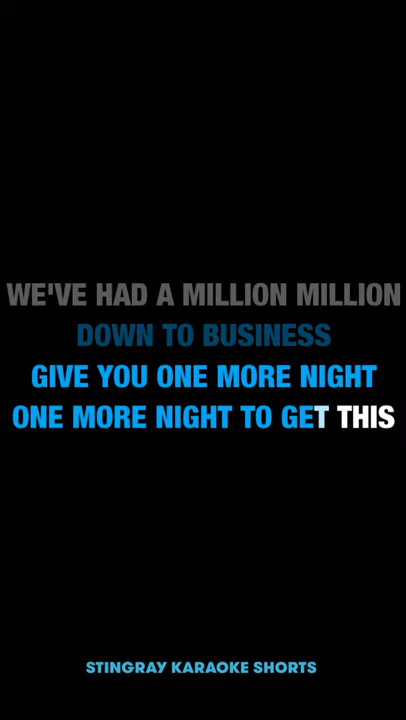 WE'VE HAD A MILLION MILLION
DOWN TO BUSINESS
GIVE YOU ONE MORE NIGHT
ONE MORE NIGHT TO GET THIS
STINGRAY KARAOKE SHORTS